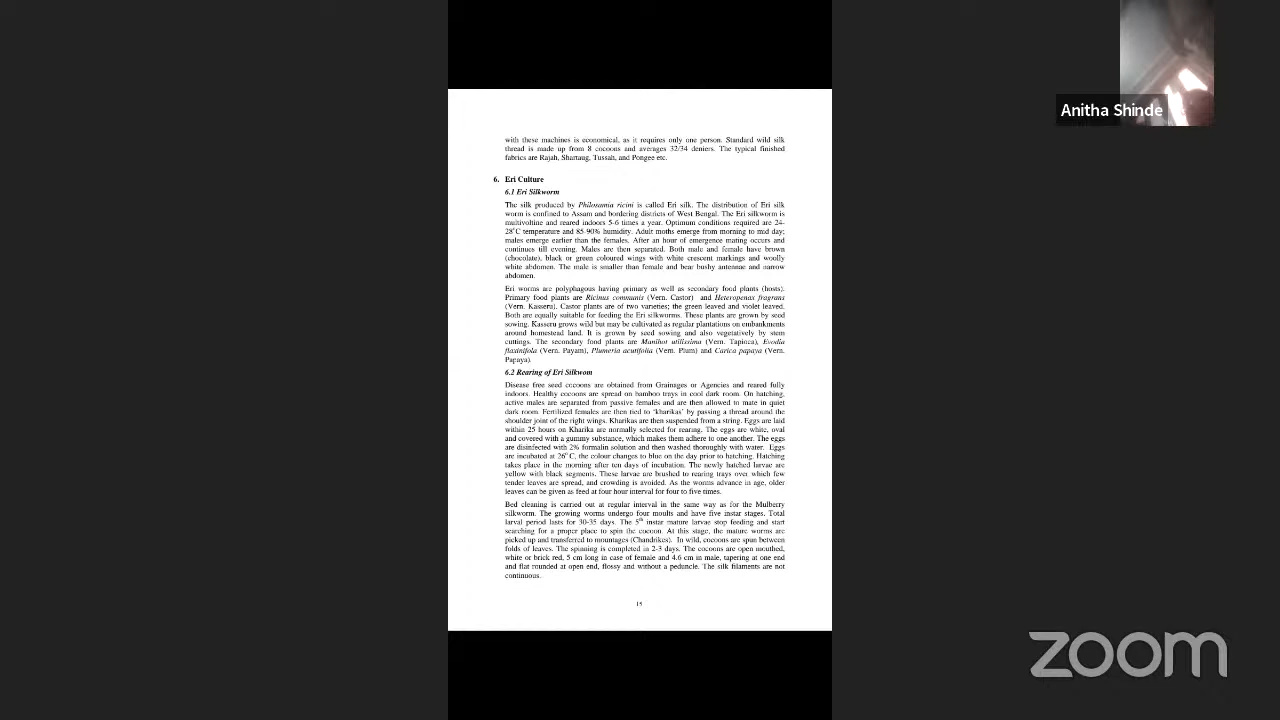 with these machines is economical, as it requires only one person. Standard wild silk
thread is made up from 8 cocoons and averages 32/34 deniers. The typical finished
fabrics are Rajah, Shartaug, Tussah, and Pongee etc.
6. Eri Culture
6.1 Eri Silkworm
The silk produced by Philosamia ricini is called Eri silk. The distribution of Eri silk
worm is confined to Assam and bordering districts of West Bengal. The Eri silkworm is
multivoltine and reared indoors 5-6 times a year. Optimum conditions required are 24-
28°C temperature and 85-90% humidity. Adult moths emerge from morning to mid day;
males emerge earlier than the females. After an hour of emergence mating occurs and
continues till evening. Males are then separated. Both male and female have brown
(chocolate), black or green coloured wings with white crescent markings and woolly
white abdomen. The male is smaller than female and bear bushy antennae and narrow
abdomen.
Eri worms are polyphagous having primary as well as secondary food plants (hosts).
Primary food plants are Ricinus communis (Vern. Castor) and Heteropenax fragrans
(Vern. Kasseru). Castor plants are of two varieties; the green leaved and violet leaved.
Both are equally suitable for feeding the Eri silkworms. These plants are grown by seed
sowing. Kasseru grows wild but may be cultivated as regular plantations on embankments
around homestead land. It is grown by seed sowing and also vegetatively by stem
cuttings. The secondary food plants are Manihot utilissima (Vern. Tapioca), Evodia
flaxinifola (Vern. Payam), Plumeria acutifolia (Vern. Plum) and Carica papaya (Vern.
Papaya).
6.2 Rearing of Eri Silkwom
Disease free seed cocoons are obtained from Grainages or Agencies and reared fully
indoors. Healthy cocoons are spread on bamboo trays in cool dark room. On hatching,
active males are separated from passive females and are then allowed to mate in quiet
dark room. Fertilized females are then tied to 'kharikas' by passing a thread around the
shoulder joint of the right wings. Kharikas are then suspended from a string. Eggs are laid
within 25 hours on Kharika are normally selected for rearing. The eggs are white, oval
and covered with a gummy substance, which makes them adhere to one another. The eggs
are disinfected with 2% formalin solution and then washed thoroughly with water. Eggs
are incubated at 26°C, the colour changes to blue on the day prior to hatching. Hatching
takes place in the morning after ten days of incubation. The newly hatched larvae are
yellow with black segments. These larvae are brushed to rearing trays over which few
tender leaves are spread, and crowding is avoided. As the worms advance in age, older
leaves can be given as feed at four hour interval for four to five times.
Bed cleaning is carried out at regular interval in the same way as for the Mulberry
silkworm. The growing worms undergo four moults and have five instar stages. Total
larval period lasts for 30-35 days. The 5th instar mature larvae stop feeding and start
searching for a proper place to spin the cocoon. At this stage, the mature worms are
picked up and transferred to mountages (Chandrikes). In wild, cocoons are spun between
folds of leaves. The spinning is completed in 2-3 days. The cocoons are open mouthed,
white or brick red, 5 cm long in case of female and 4.6 cm in male, tapering at one end
and flat rounded at open end, flossy and without a peduncle. The silk filaments are not
continuous.
15
Anitha Shinde
zoom